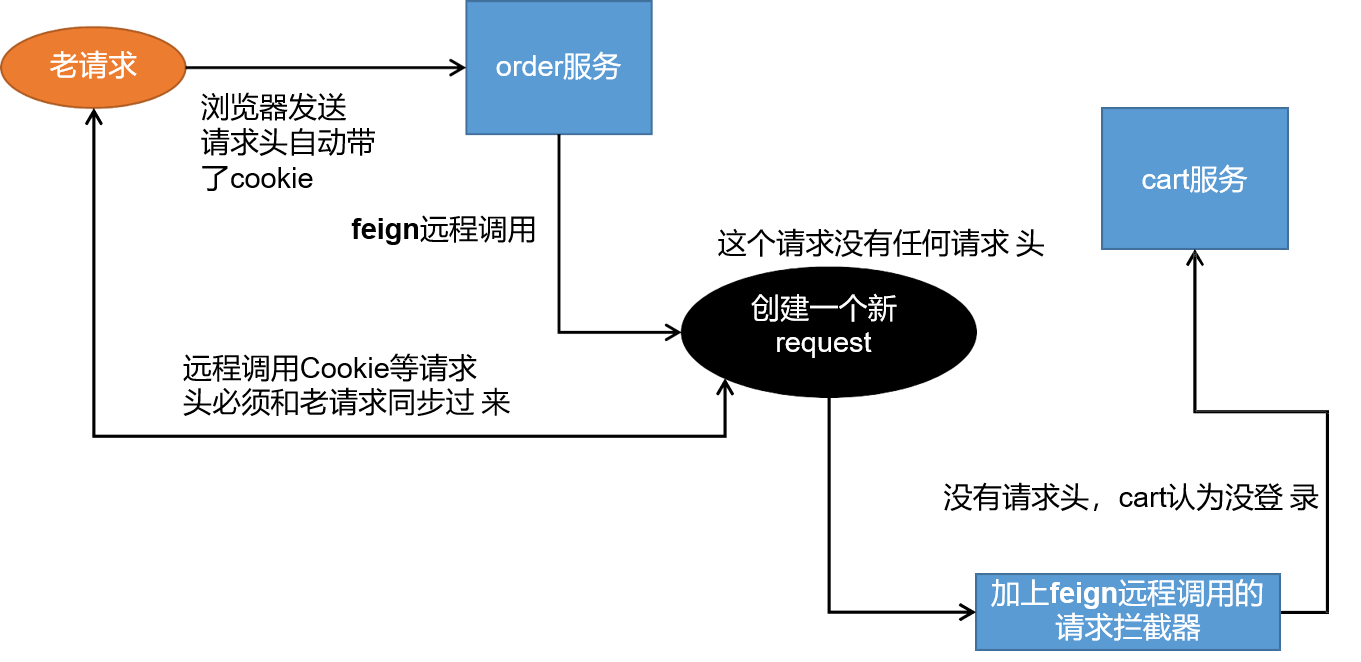 老请求
order服务
浏览器发送
请求头自动带
了cookie
cart服务
feign远程调用
这个请求没有任何请求 头
创建一个新
request
远程调用Cookie等请求
头必须和老请求同步过 来
没有请求头，cart认为没登 录
加上feign远程调用的
请求拦截器